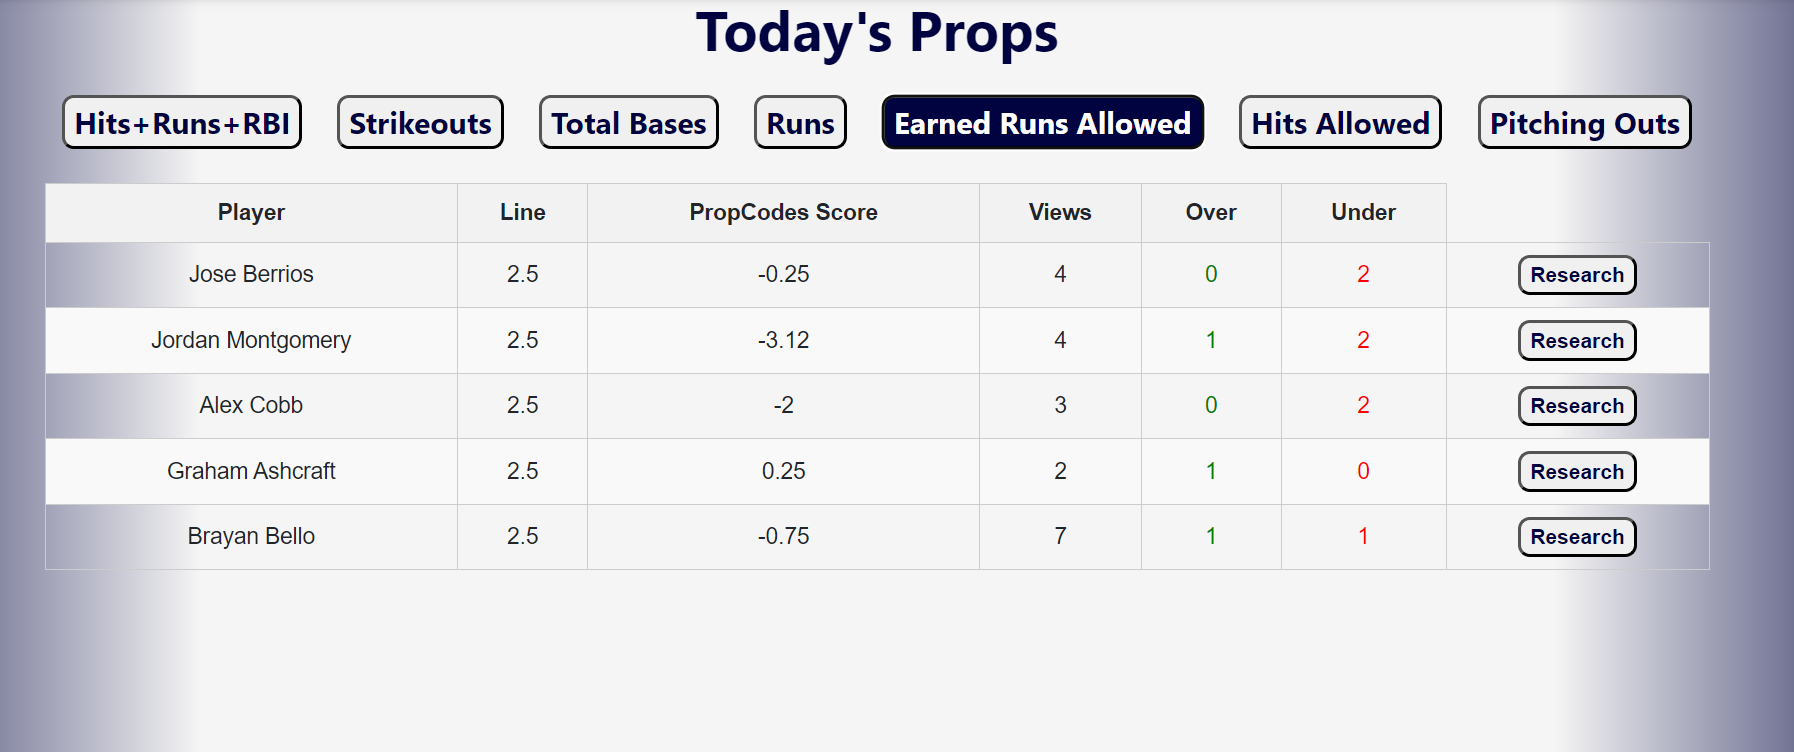 Today's Props
Hits+Runs+RBI Strikeouts Total Bases Runs Earned Runs Allowed Hits Allowed Pitching Outs
Player Line PropCodes Score Views Over Under
Jose Berrios 2.5 -0.25 4 0 2 Research
Jordan Montgomery 2.5 -3.12 4 1 2 Research
Alex Cobb 2.5 -2 3 0 2 Research
Graham Ashcraft 2.5 0.25 2 1 0 Research
Brayan Bello 2.5 -0.75 7 1 1 Research